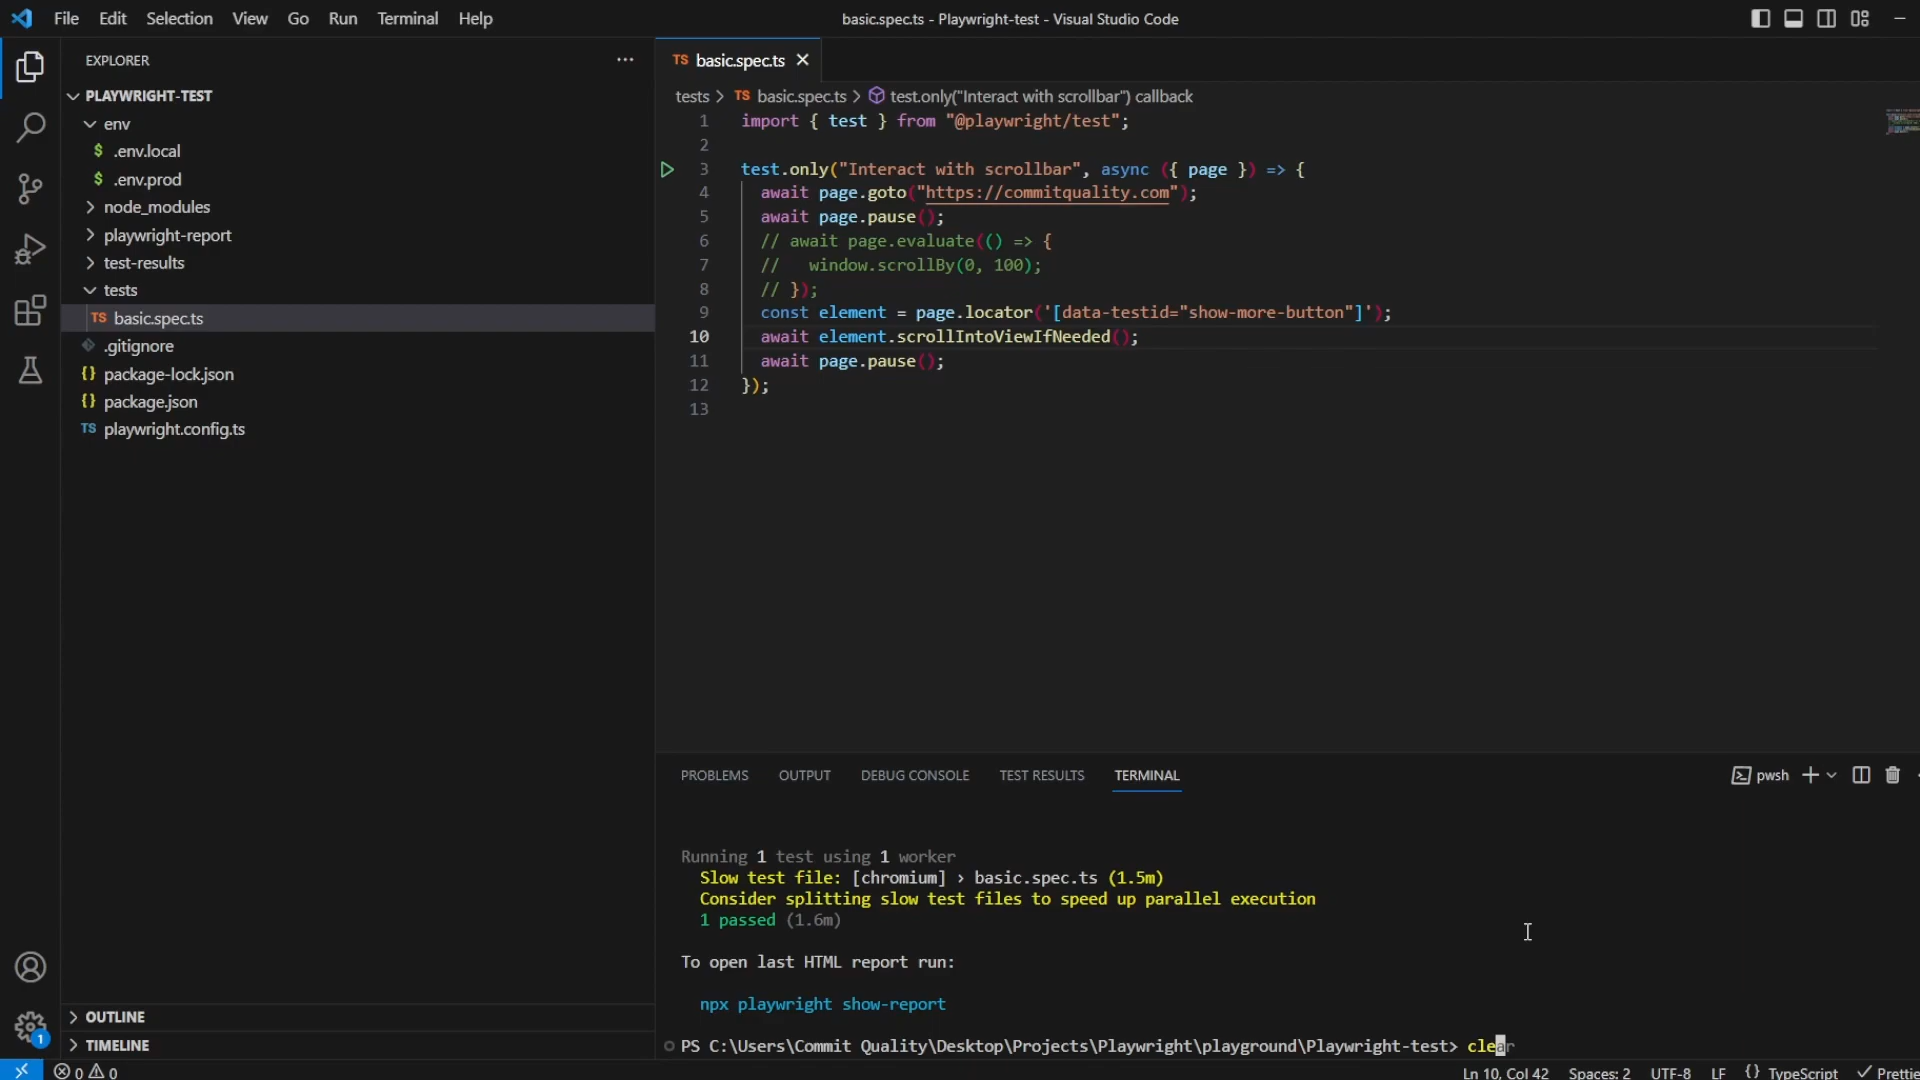 File Edit Selection View Go Run Terminal Help
basic.spec.ts - Playwright-test - Visual Studio Code
EXPLORER
PLAYWRIGHT-TEST
env
$ .env.local
$ .env.prod
node_modules
playwright-report
test-results
tests
TS basic.spec.ts
.gitignore
{} package-lock.json
{} package.json
TS playwright.config.ts
OUTLINE
TIMELINE
TS basic.spec.ts
tests > TS basic.spec.ts > test.only("Interact with scrollbar") callback
1 import { test } from "@playwright/test";
2
3 test.only("Interact with scrollbar", async ({ page }) => {
4 await page.goto("https://commitquality.com");
5 await page.pause();
6 // await page.evaluate(() => {
7 //   window.scrollBy(0, 100);
8 // });
9 const element = page.locator('[data-testid="show-more-button"]');
10 await element.scrollIntoViewIfNeeded();
11 await page.pause();
12 });
13
PROBLEMS OUTPUT DEBUG CONSOLE TEST RESULTS TERMINAL
pwsh
Running 1 test using 1 worker
Slow test file: [chromium] › basic.spec.ts (1.5m)
Consider splitting slow test files to speed up parallel execution
1 passed (1.6m)
To open last HTML report run:
npx playwright show-report
PS C:\Users\Commit Quality\Desktop\Projects\Playwright\playground\Playwright-test> clear
1
0 0
Ln 10, Col 42 Spaces: 2 UTF-8 LF {} TypeScript Prettie